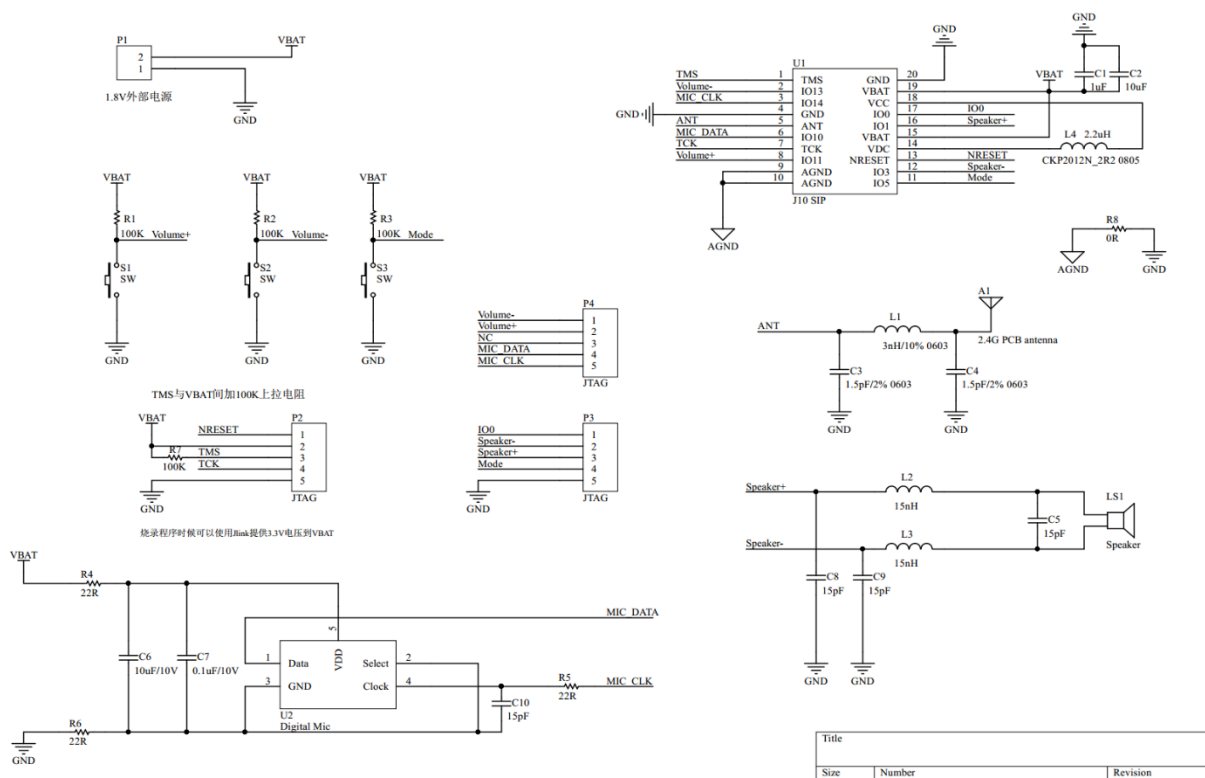 P1
2
1
VBAT
1.8V外部电源
GND
VBAT
R1
100K
Volume+
S1
SW
GND
VBAT
R2
100K
Volume-
S2
SW
GND
VBAT
R3
100K
Mode
S3
SW
GND
GND
U1
TMS 1 TMS
Volume- 2 IO13
MIC_CLK 3 IO14
GND 4 GND
ANT 5 ANT
MIC_DATA 6 IO10
TCK 7 TCK
Volume+ 8 IO11
9 AGND
10 AGND
GND 20
VBAT 19
VCC 18
IO0 17 IO0
IO1 16 Speaker+
VBAT 15
VDC 14
NRESET 13 NRESET
IO3 12 Speaker-
IO5 11 Mode
J10 SIP
AGND
GND
VBAT
C1
1uF
C2
10uF
L4 2.2uH
CKP2012N_2R2 0805
R8
0R
AGND
GND
P4
Volume- 1
Volume+ 2
NC 3
MIC_DATA 4
MIC_CLK 5
JTAG
A1
ANT
L1
3nH/10% 0603
2.4G PCB antenna
C3
1.5pF/2% 0603
C4
1.5pF/2% 0603
GND
GND
TMS与VBAT间加100K上拉电阻
VBAT
P2
NRESET 1
2
R7
100K
TMS 3
TCK 4
5
GND
JTAG
P3
IO0 1
Speaker- 2
Speaker+ 3
Mode 4
5
GND
JTAG
烧录程序时候可以使用Jlink提供3.3V电压到VBAT
Speaker+
L2
15nH
LS1
C5
15pF
Speaker
Speaker-
L3
15nH
C8
15pF
C9
15pF
GND
GND
VBAT
R4
22R
C6
10uF/10V
C7
0.1uF/10V
MIC_DATA
5
VDD
1 Data
Select 2
3 GND
Clock 4
U2
Digital Mic
R5
22R
MIC_CLK
C10
15pF
R6
22R
GND
Title
Size
Number
Revision